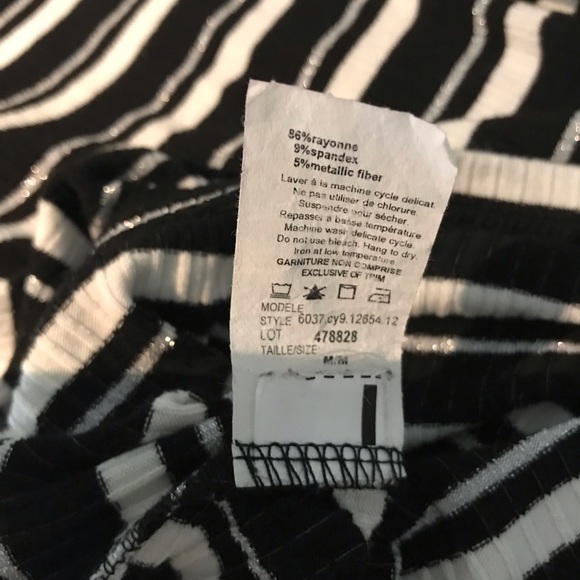 86%rayonne
9%spandex
5%metallic fiber
Laver à la machine cycle delicat.
Ne pas utiliser de chlorure.
Suspendre pour sécher.
Repasser à basse température
Machine wash delicate cycle.
Do not use bleach. Hang to dry.
Iron at low temperature
GARNITURE NON COMPRISE
EXCLUSIVE OF TRIM
MODELE
STYLE 6037.cy9.12654.12
LOT 478828
TAILLE/SIZE:
M/M